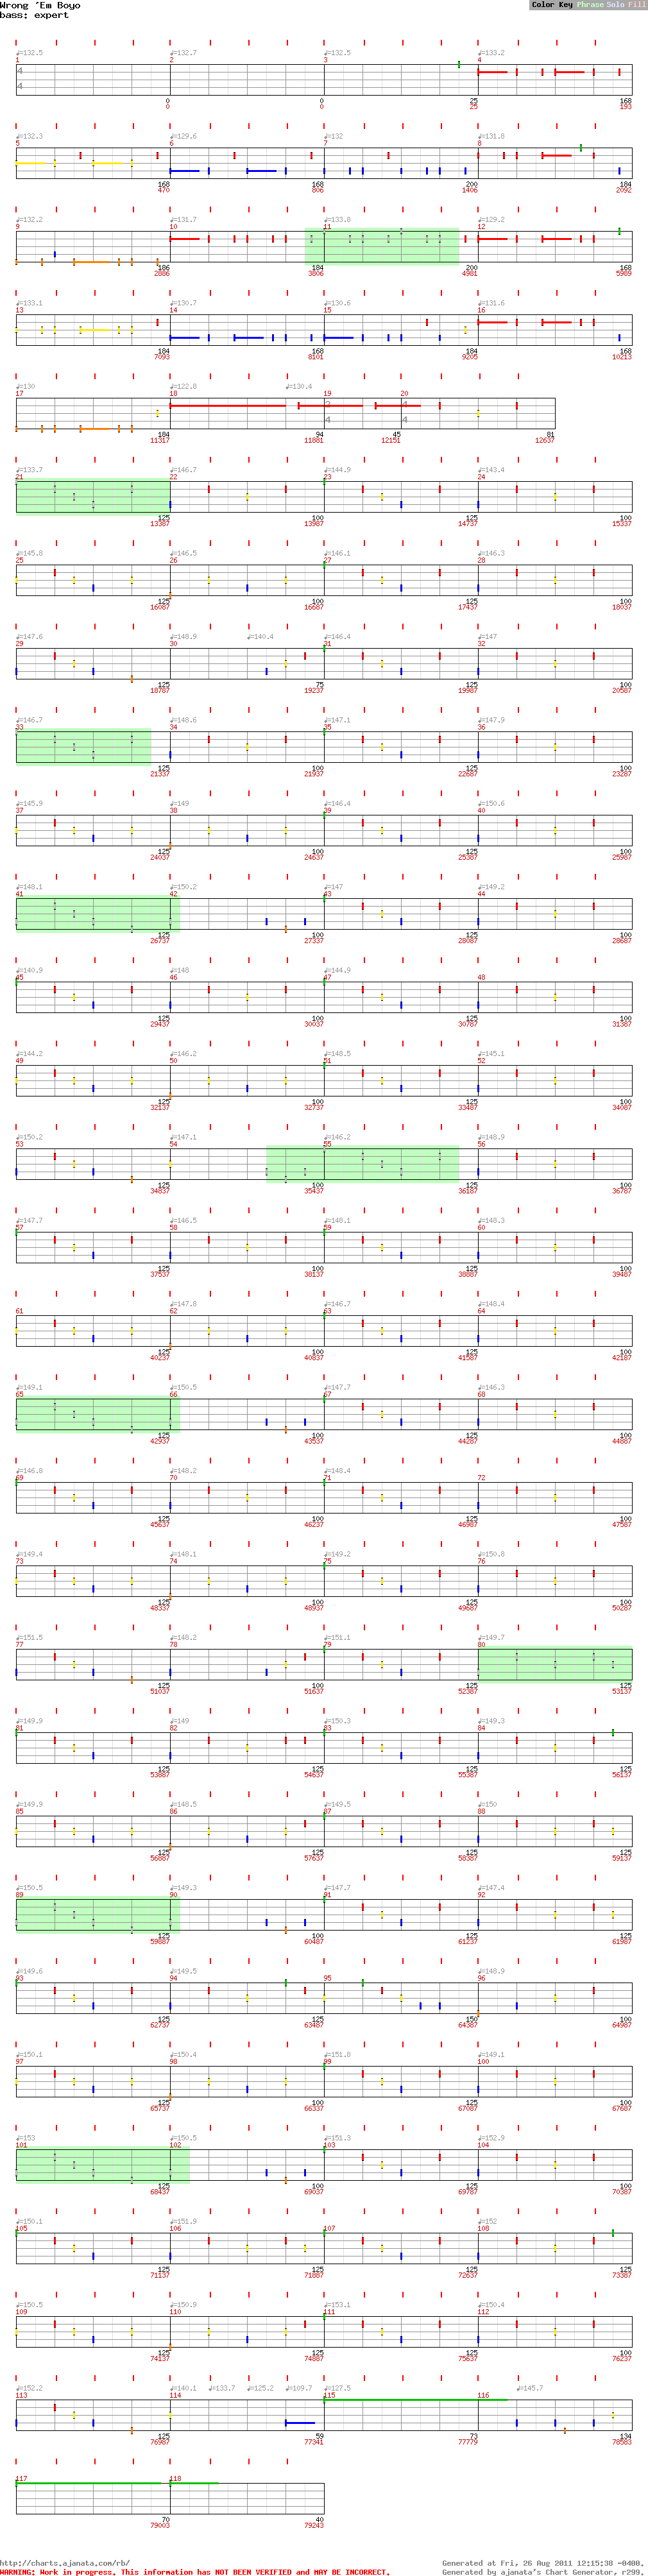 Wrong 'Em Boyo
Color Key Phrase Solo Fill
bass: expert
♩=132.5 ♩=132.7 ♩=132.5 ♩=133.2
1 2 3 4
4
4
0 0 25 168
0 0 25 193
♩=132.3 ♩=129.6 ♩=132 ♩=131.8
5 6 7 8
168 168 200 184
470 806 1406 2092
♩=132.2 ♩=131.7 ♩=133.8 ♩=129.2
9 10 11 12
186 184 200 168
2886 3806 4981 5989
♩=133.1 ♩=130.7 ♩=130.6 ♩=131.6
13 14 15 16
184 168 184 168
7093 8101 9205 10213
♩=130 ♩=122.8 ♩=130.4
17 18 19 20
2 4
4 4
184 94 45 81
11317 11881 12151 12637
♩=133.7 ♩=146.7 ♩=144.9 ♩=143.4
21 22 23 24
125 100 125 100
13387 13987 14737 15337
♩=145.8 ♩=146.5 ♩=146.1 ♩=146.3
25 26 27 28
125 100 125 100
16087 16687 17437 18037
♩=147.6 ♩=148.9 ♩=140.4 ♩=146.4 ♩=147
29 30 31 32
125 75 125 100
18787 19237 19987 20587
♩=146.7 ♩=148.6 ♩=147.1 ♩=147.9
33 34 35 36
125 100 125 100
21337 21937 22687 23287
♩=145.9 ♩=149 ♩=146.4 ♩=150.6
37 38 39 40
125 100 125 100
24037 24637 25387 25987
♩=148.1 ♩=150.2 ♩=147 ♩=149.2
41 42 43 44
125 100 125 100
26737 27337 28087 28687
♩=140.9 ♩=148 ♩=144.9
45 46 47 48
125 100 125 100
29437 30037 30787 31387
♩=144.2 ♩=146.2 ♩=148.5 ♩=145.1
49 50 51 52
125 100 125 100
32137 32737 33487 34087
♩=150.2 ♩=147.1 ♩=146.2 ♩=148.9
53 54 55 56
125 100 125 100
34837 35437 36187 36787
♩=147.7 ♩=146.5 ♩=148.1 ♩=148.3
57 58 59 60
125 100 125 100
37537 38137 38887 39487
♩=147.8 ♩=146.7 ♩=148.4
61 62 63 64
125 100 125 100
40237 40837 41587 42187
♩=149.1 ♩=150.5 ♩=147.7 ♩=146.3
65 66 67 68
125 100 125 100
42937 43537 44287 44887
♩=146.8 ♩=148.2 ♩=148.4
69 70 71 72
125 100 125 100
45637 46237 46987 47587
♩=149.4 ♩=148.1 ♩=149.2 ♩=150.8
73 74 75 76
125 100 125 100
48337 48937 49687 50287
♩=151.5 ♩=148.2 ♩=151.1 ♩=149.7
77 78 79 80
125 100 125 125
51037 51637 52387 53137
♩=149.9 ♩=149 ♩=150.3 ♩=149.3
81 82 83 84
125 125 125 125
53887 54637 55387 56137
♩=149.9 ♩=148.5 ♩=149.5 ♩=150
85 86 87 88
125 125 125 125
56887 57637 58387 59137
♩=150.5 ♩=149.3 ♩=147.7 ♩=147.4
89 90 91 92
125 100 125 125
59887 60487 61237 61987
♩=149.6 ♩=149.5 ♩=148.9
93 94 95 96
125 125 150 100
62737 63487 64387 64987
♩=150.1 ♩=150.4 ♩=151.8 ♩=149.1
97 98 99 100
125 100 125 100
65737 66337 67087 67687
♩=153 ♩=150.5 ♩=151.3 ♩=152.9
101 102 103 104
125 100 125 100
68437 69037 69787 70387
♩=150.1 ♩=151.9 ♩=152
105 106 107 108
125 125 125 125
71137 71887 72637 73387
♩=150.5 ♩=150.9 ♩=153.1 ♩=150.4
109 110 111 112
125 125 125 100
74137 74887 75637 76237
♩=152.2 ♩=140.1 ♩=133.7 ♩=125.2 ♩=109.7 ♩=127.5 ♩=145.7
113 114 115 116
125 59 73 134
76987 77341 77779 78583
117 118
70 40
79003 79243
http://charts.ajanata.com/rb/
Generated at Fri, 26 Aug 2011 12:15:38 -0400.
WARNING: Work in progress. This information has NOT BEEN VERIFIED and MAY BE INCORRECT.
Generated by ajanata's Chart Generator, r299.